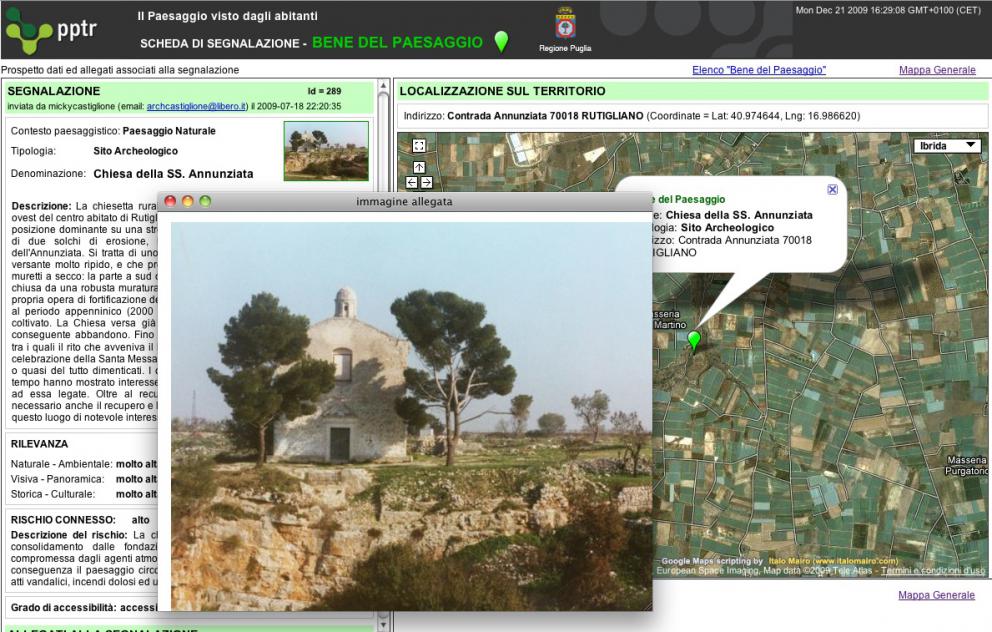 pptr
Il Paesaggio visto dagli abitanti
SCHEDA DI SEGNALAZIONE - BENE DEL PAESAGGIO
Regione Puglia
Mon Dec 21 2009 16:29:08 GMT+0100 (CET)
Prospetto dati ed allegati associati alla segnalazione
Elenco "Bene del Paesaggio"
Mappa Generale
SEGNALAZIONE Id = 289
inviata da mickycastiglione (email: archcastiglione@libero.it) il 2009-07-18 22:20:35
Contesto paesaggistico: Paesaggio Naturale
Tipologia: Sito Archeologico
Denominazione: Chiesa della SS. Annunziata
Descrizione: La chiesetta rura
ovest del centro abitato di Rutigl
posizione dominante su una str
di due solchi di erosione,
dell'Annunziata. Si tratta di uno
versante molto ripido, e che pr
muretti a secco: la parte a sud
chiusa da una robusta muratura
propria opera di fortificazione de
al periodo appenninico (2000
coltivato. La Chiesa versa già
conseguente abbandono. Fino
tra i quali il rito che avveniva il
celebrazione della Santa Messa
o quasi del tutto dimenticati. I
tempo hanno mostrato interesse
ad essa legate. Oltre al recu
necessario anche il recupero e
questo luogo di notevole interes
RILEVANZA
Naturale - Ambientale: molto alt
Visiva - Panoramica: molto alt
Storica - Culturale: molto alt
RISCHIO CONNESSO: alto
Descrizione del rischio: La ch
consolidamento dalle fondazi
compromessa dagli agenti atmo
conseguenza il paesaggio circo
atti vandalici, incendi dolosi ed u
Grado di accessibilità: accessi
ALLEGATI ALLA SEGNALAZIONE
immagine allegata
LOCALIZZAZIONE SUL TERRITORIO
Indirizzo: Contrada Annunziata 70018 RUTIGLIANO (Coordinate = Lat: 40.974644, Lng: 16.986620)
Ibrida
e del Paesaggio
e: Chiesa della SS. Annunziata
logia: Sito Archeologico
izzo: Contrada Annunziata 70018
IGLIANO
sseria
Martino
Masseria
Purgatorio
Google Maps scripting by Italo Mairo (www.italomairo.com)
European Space Imaging, Map data ©2009 Tele Atlas - Termini e condizioni d'uso
Mappa Generale